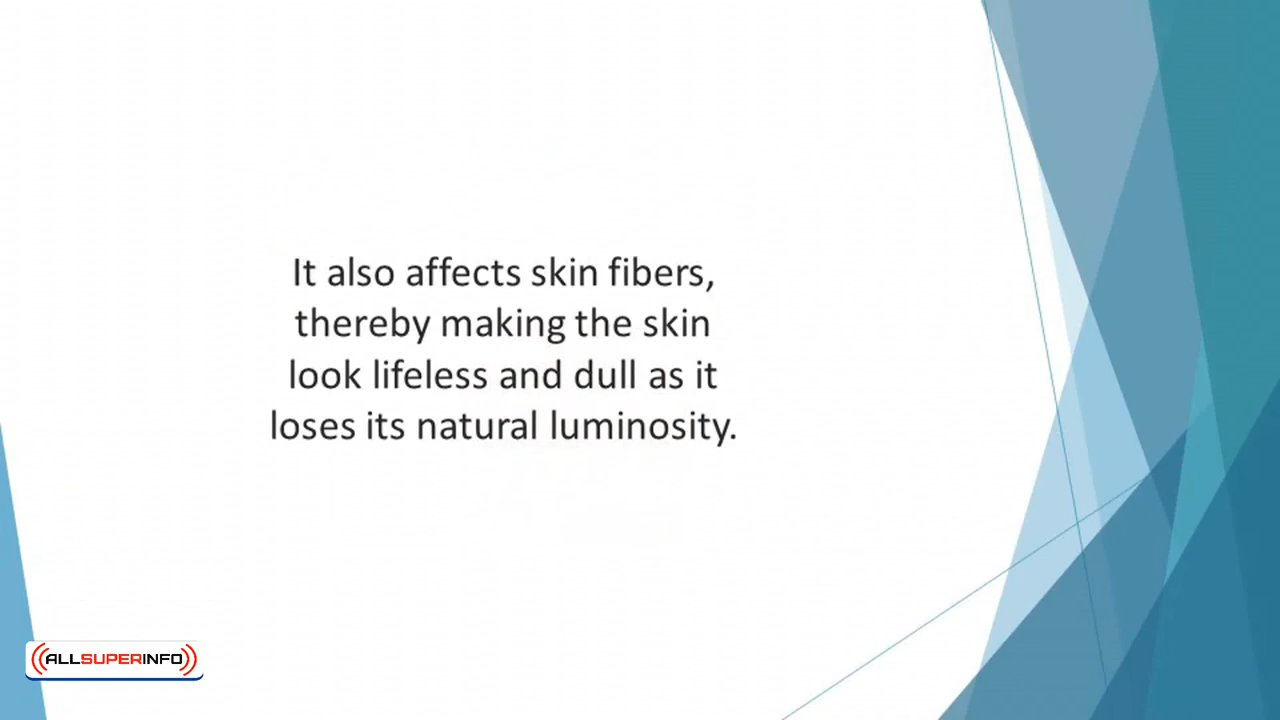 It also affects skin fibers,
thereby making the skin
look lifeless and dull as it
loses its natural luminosity.
ALLSUPERINFO